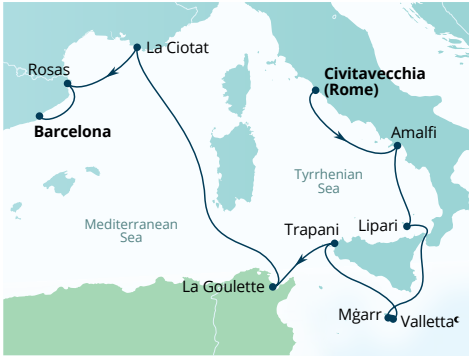 La Ciotat
Rosas
Civitavecchia
(Rome)
Barcelona
Amalfi
Tyrrhenian
Sea
Mediterranean
Sea
Trapani
Lipari
La Goulette
Mġarr
Valletta